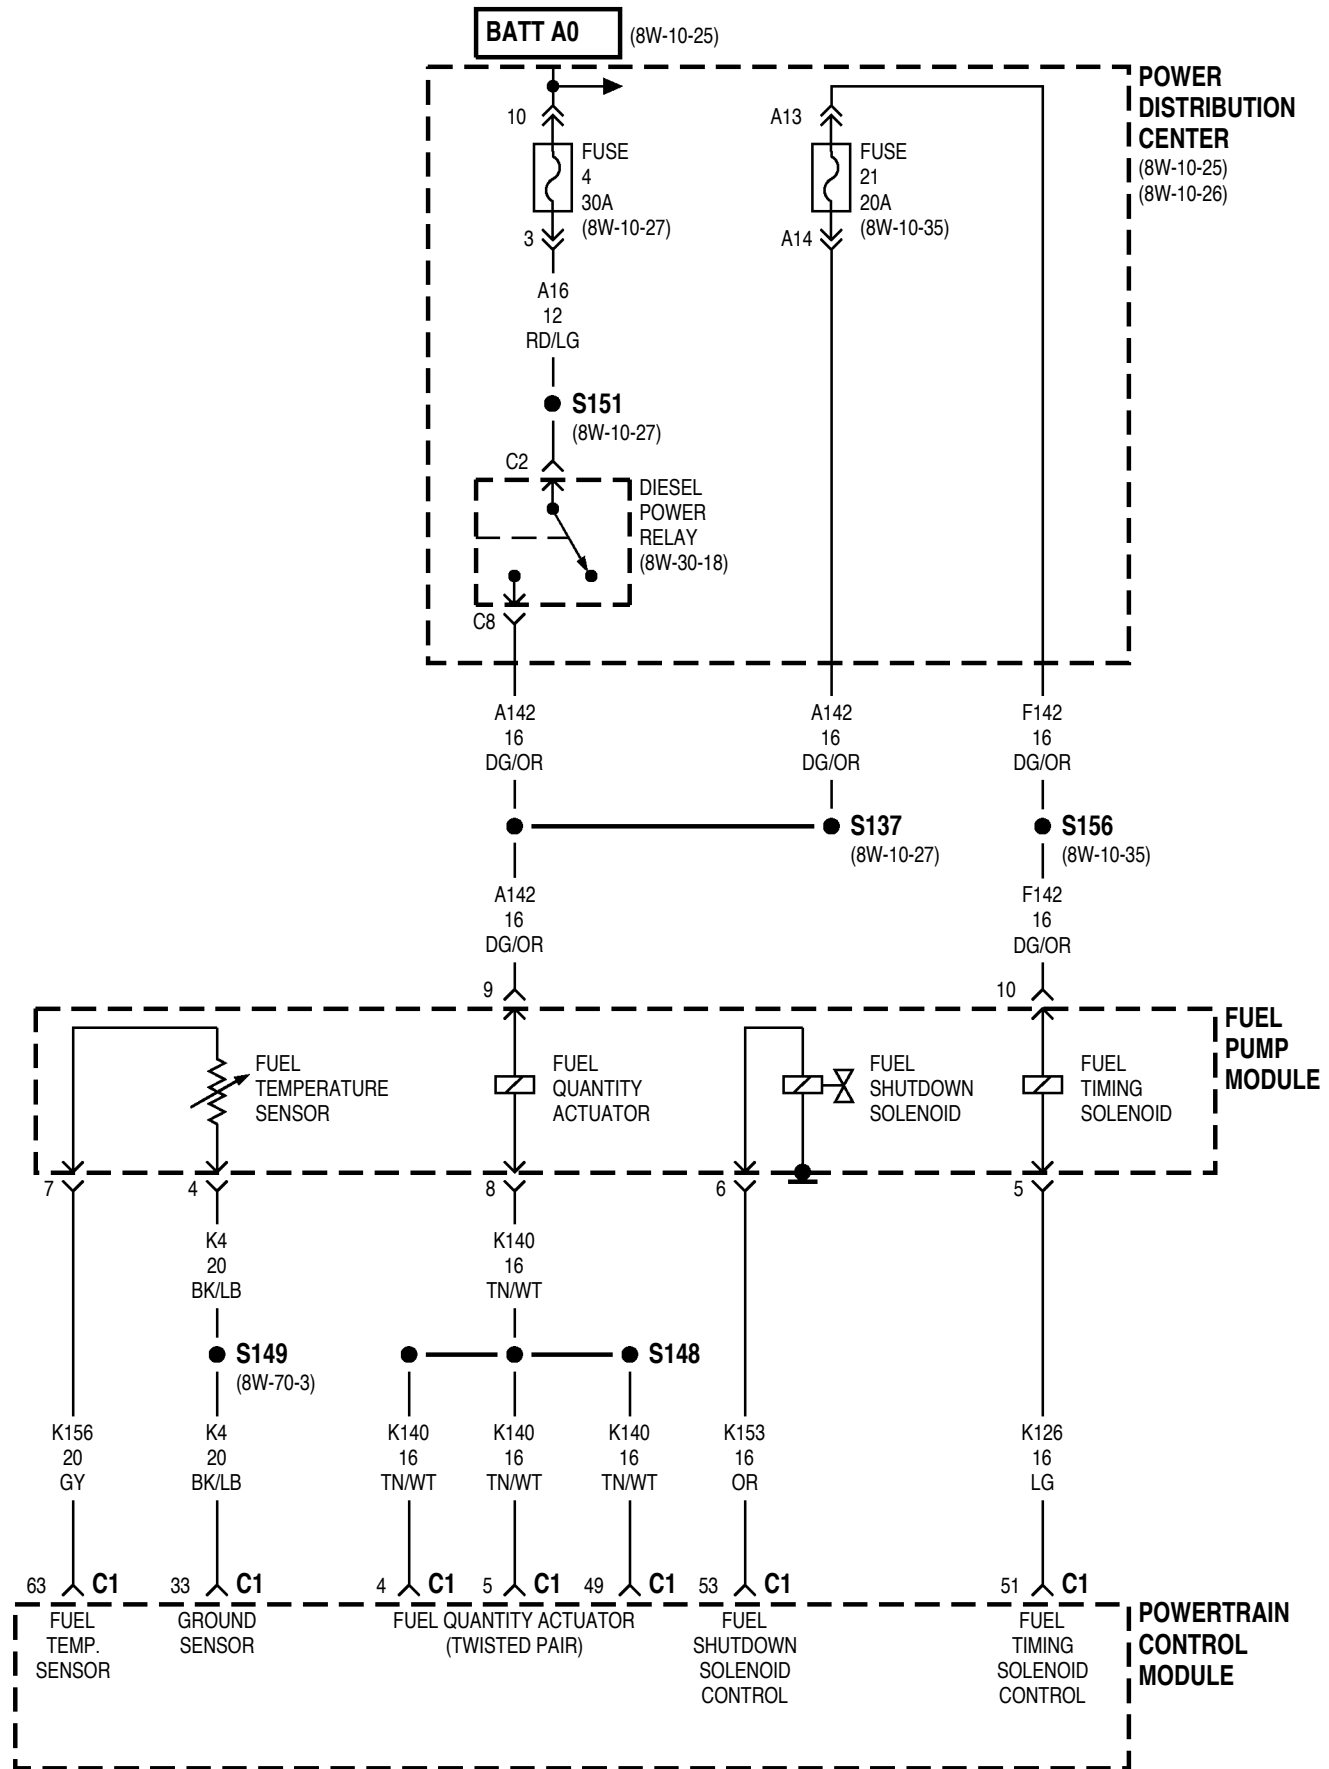 BATT A0
(8W-10-25)
POWER
DISTRIBUTION
CENTER
(8W-10-25)
(8W-10-26)
10
FUSE
4
30A
(8W-10-27)
3
A13
FUSE
21
20A
(8W-10-35)
A14
A16
12
RD/LG
S151
(8W-10-27)
C2
DIESEL
POWER
RELAY
(8W-30-18)
C8
A142
16
DG/OR
A142
16
DG/OR
F142
16
DG/OR
S137
(8W-10-27)
S156
(8W-10-35)
A142
16
DG/OR
F142
16
DG/OR
9
10
FUEL
PUMP
MODULE
FUEL
TEMPERATURE
SENSOR
FUEL
QUANTITY
ACTUATOR
FUEL
SHUTDOWN
SOLENOID
FUEL
TIMING
SOLENOID
7
4
8
6
5
K4
20
BK/LB
K140
16
TN/WT
S149
(8W-70-3)
S148
K156
20
GY
K4
20
BK/LB
K140
16
TN/WT
K140
16
TN/WT
K140
16
TN/WT
K153
16
OR
K126
16
LG
63 C1
33 C1
4 C1
5 C1
49 C1
53 C1
51 C1
FUEL
TEMP.
SENSOR
GROUND
SENSOR
FUEL QUANTITY ACTUATOR
(TWISTED PAIR)
FUEL
SHUTDOWN
SOLENOID
CONTROL
FUEL
TIMING
SOLENOID
CONTROL
POWERTRAIN
CONTROL
MODULE